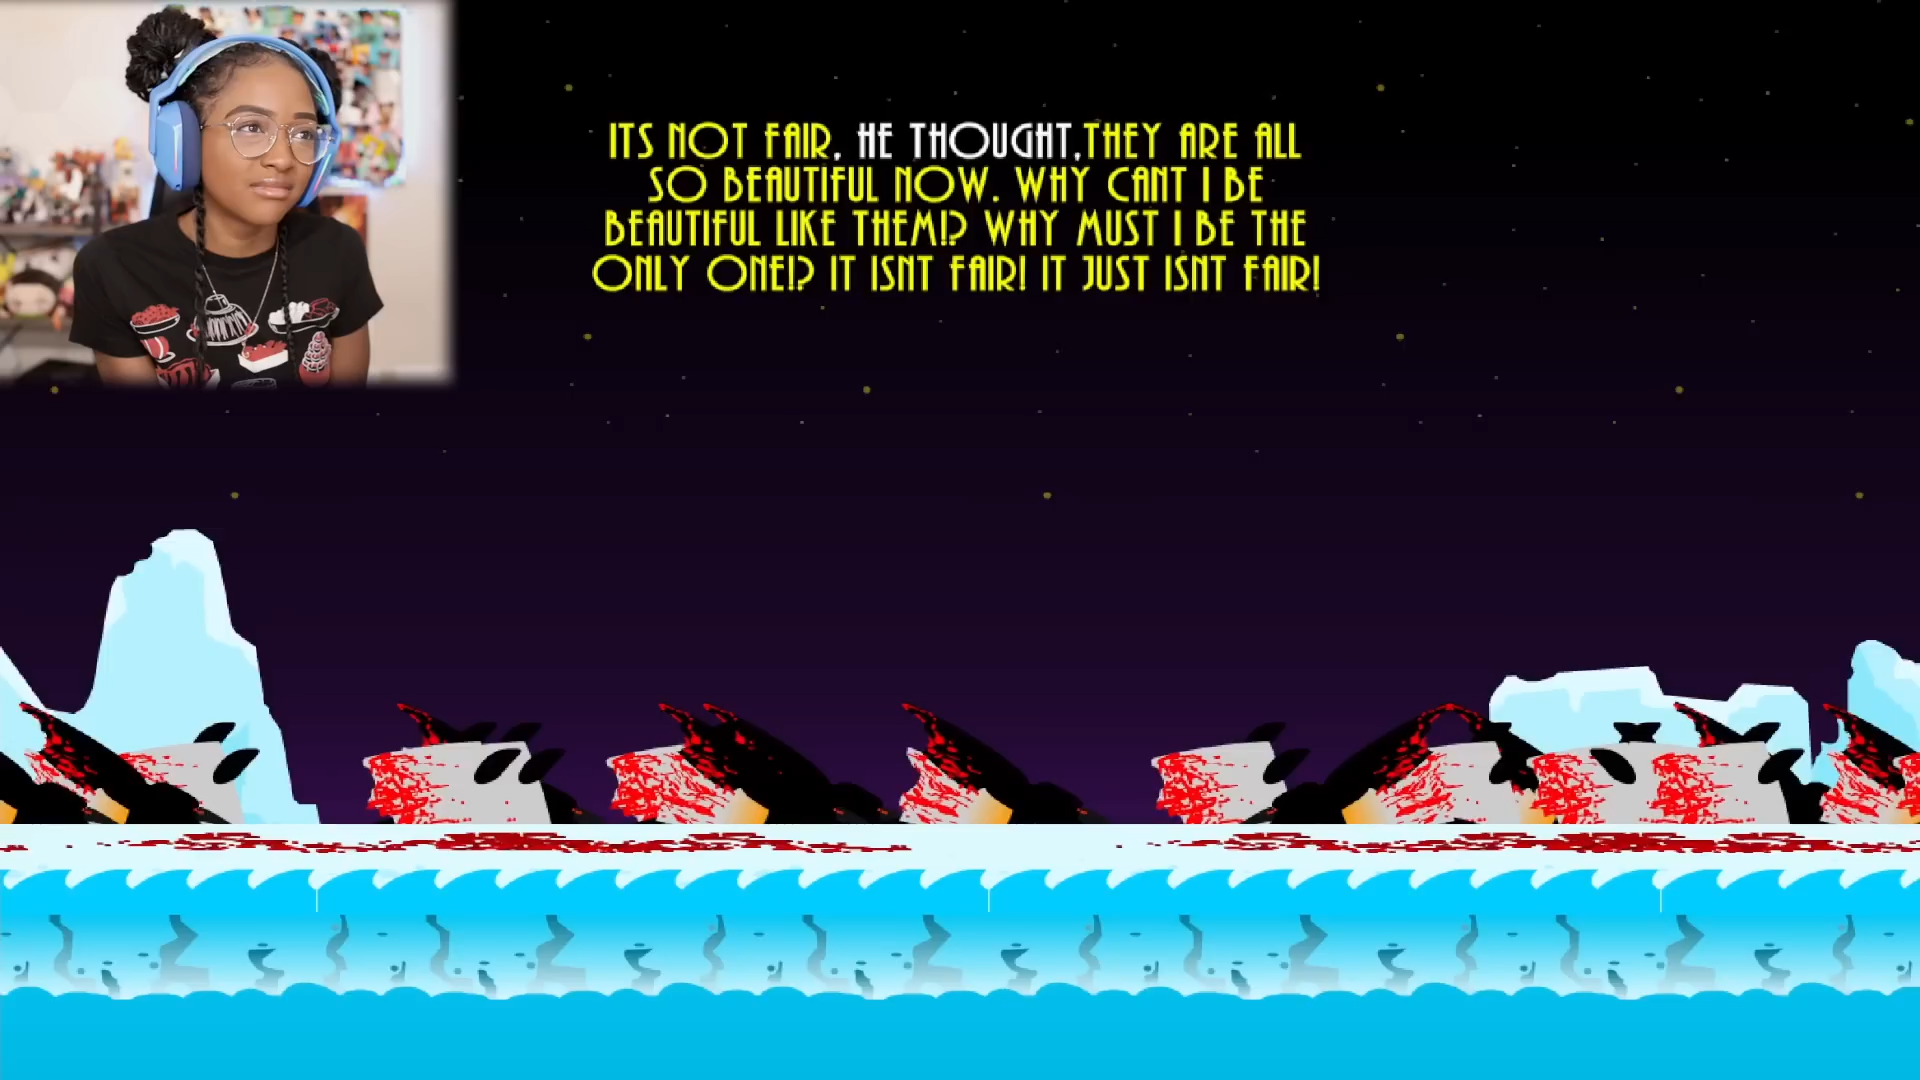 ITS NOT FAIR, HE THOUGHT,THEY ARE ALL
SO BEAUTIFUL NOW. WHY CANT I BE
BEAUTIFUL LIKE THEM!? WHY MUST I BE THE
ONLY ONE!? IT ISNT FAIR! IT JUST ISNT FAIR!